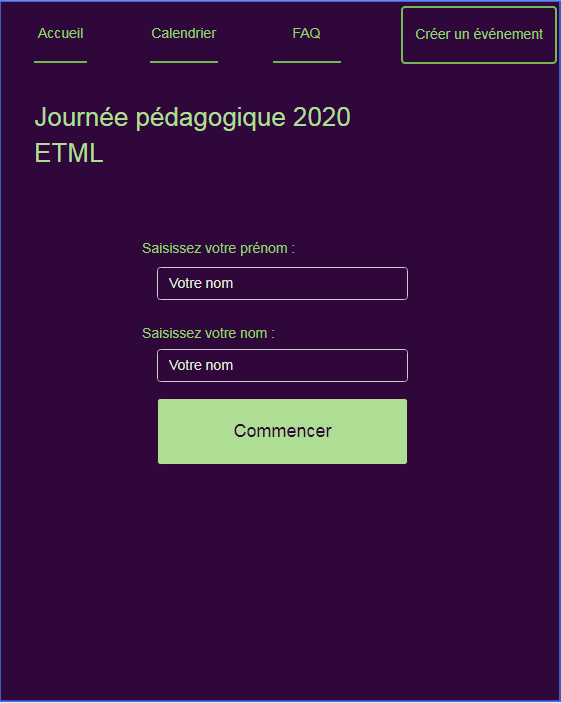 Accueil
Calendrier
FAQ
Créer un événement
Journée pédagogique 2020
ETML
Saisissez votre prénom :
Votre nom
Saisissez votre nom :
Votre nom
Commencer